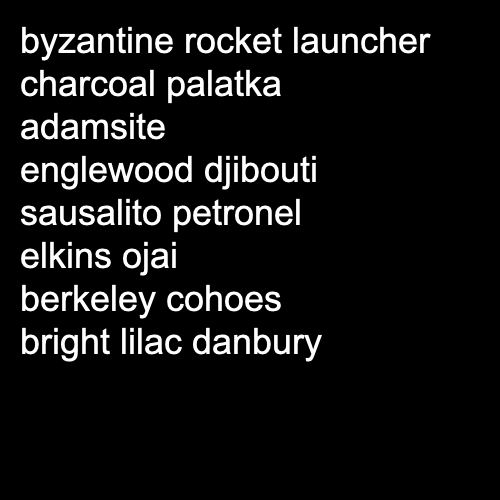 byzantine rocket launcher
charcoal palatka
adamsite
englewood djibouti
sausalito petronel
elkins ojai
berkeley cohoes
bright lilac danbury